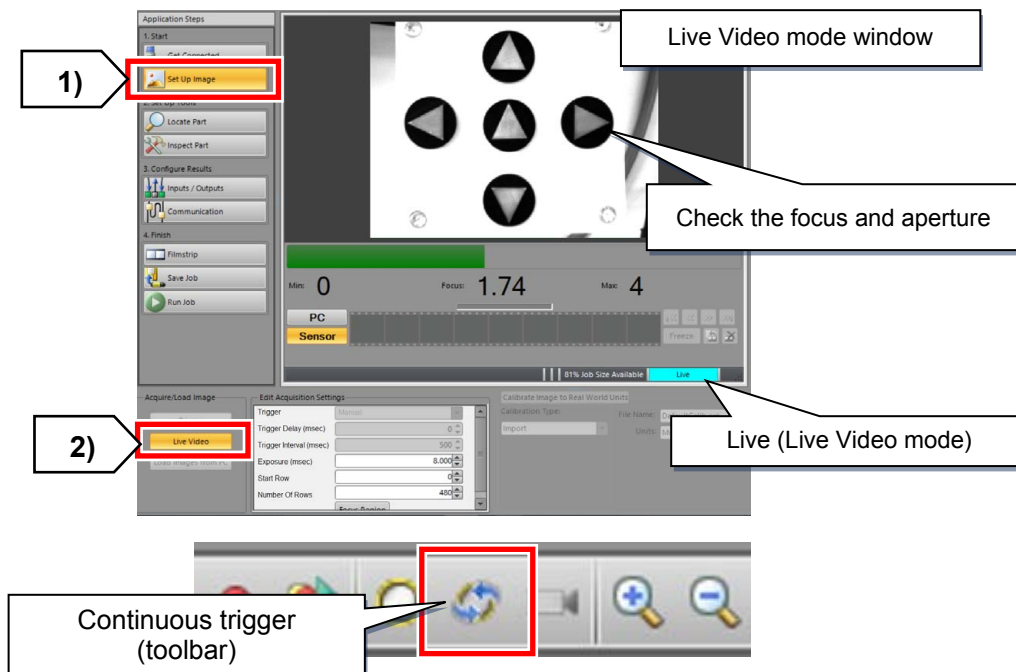 Application Steps
1. Start
Get Connected
1)
Set Up Image
2. Set Up Tools
Locate Part
Inspect Part
3. Configure Results
Inputs / Outputs
Communication
4. Finish
Filmstrip
Save Job
Run Job
Live Video mode window
Check the focus and aperture
Min: 0 Focus: 1.74 Max: 4
PC
Sensor
Freeze
81% Job Size Available Live
Live (Live Video mode)
Acquire/Load Image
2)
Live Video
Load Images from PC
Edit Acquisition Settings
Trigger Manual
Trigger Delay (msec) 0
Trigger Interval (msec) 500
Exposure (msec) 8.000
Start Row 0
Number Of Rows 480
Focus Region
Calibrate Image to Real World Units
Calibration Type:
Import
File Name:
Units:
Continuous trigger
(toolbar)